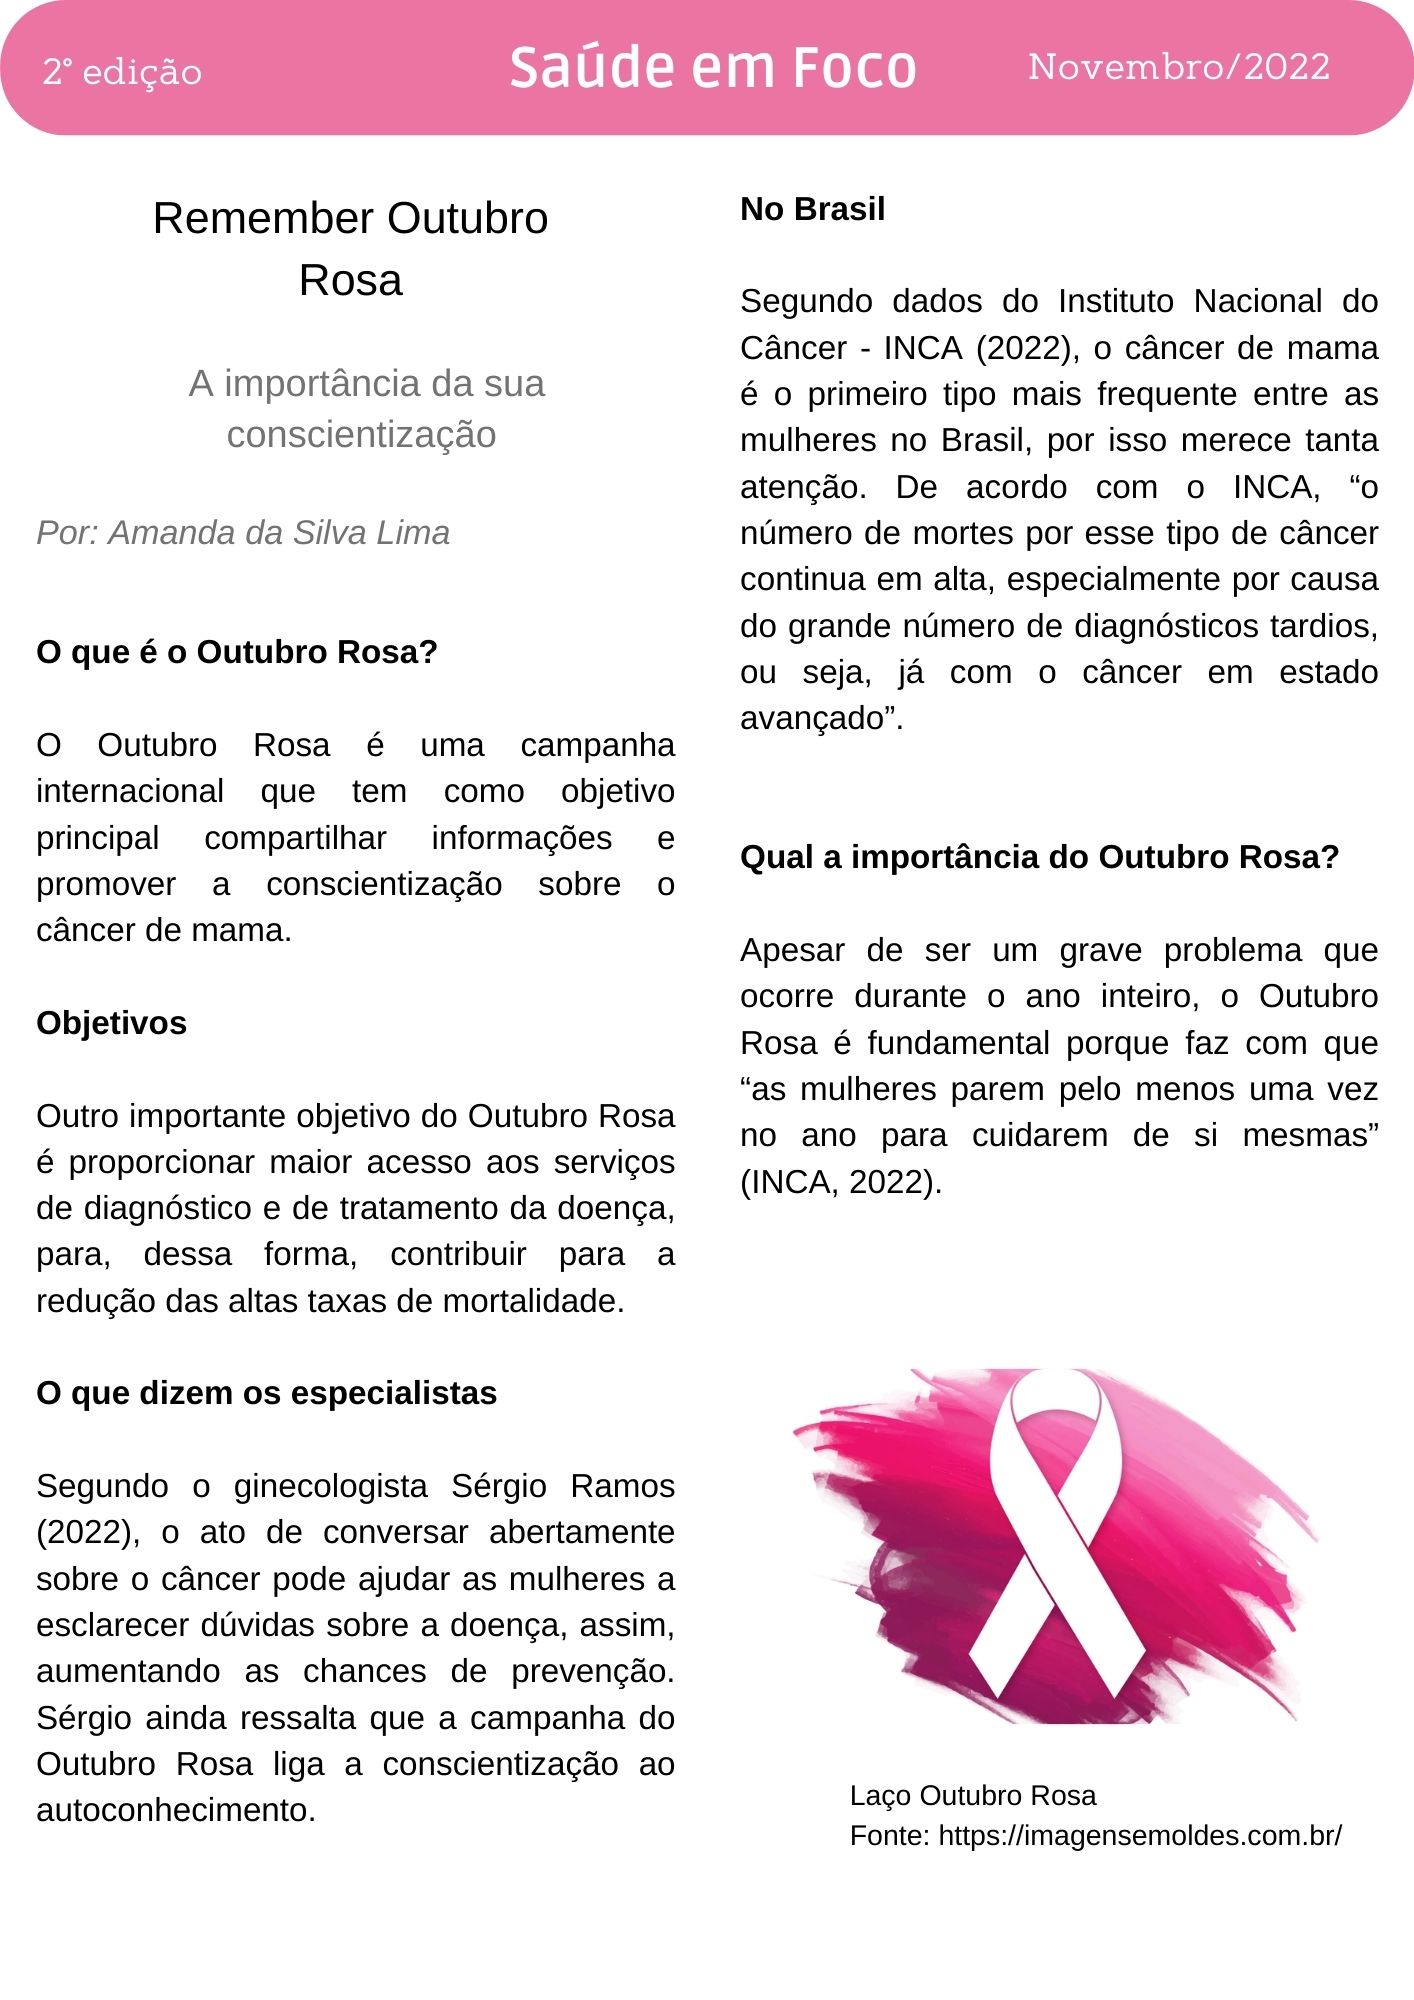 2° edição
Saúde em Foco
Novembro/2022
Remember Outubro
Rosa
A importância da sua
conscientização
Por: Amanda da Silva Lima
O que é o Outubro Rosa?
O Outubro Rosa é uma campanha
internacional que tem como objetivo
principal compartilhar informações e
promover a conscientização sobre o
câncer de mama.
Objetivos
Outro importante objetivo do Outubro Rosa
é proporcionar maior acesso aos serviços
de diagnóstico e de tratamento da doença,
para, dessa forma, contribuir para a
redução das altas taxas de mortalidade.
O que dizem os especialistas
Segundo o ginecologista Sérgio Ramos
(2022), o ato de conversar abertamente
sobre o câncer pode ajudar as mulheres a
esclarecer dúvidas sobre a doença, assim,
aumentando as chances de prevenção.
Sérgio ainda ressalta que a campanha do
Outubro Rosa liga a conscientização ao
autoconhecimento.
No Brasil
Segundo dados do Instituto Nacional do
Câncer - INCA (2022), o câncer de mama
é o primeiro tipo mais frequente entre as
mulheres no Brasil, por isso merece tanta
atenção. De acordo com o INCA, “o
número de mortes por esse tipo de câncer
continua em alta, especialmente por causa
do grande número de diagnósticos tardios,
ou seja, já com o câncer em estado
avançado”.
Qual a importância do Outubro Rosa?
Apesar de ser um grave problema que
ocorre durante o ano inteiro, o Outubro
Rosa é fundamental porque faz com que
“as mulheres parem pelo menos uma vez
no ano para cuidarem de si mesmas”
(INCA, 2022).
Laço Outubro Rosa
Fonte: https://imagensemoldes.com.br/